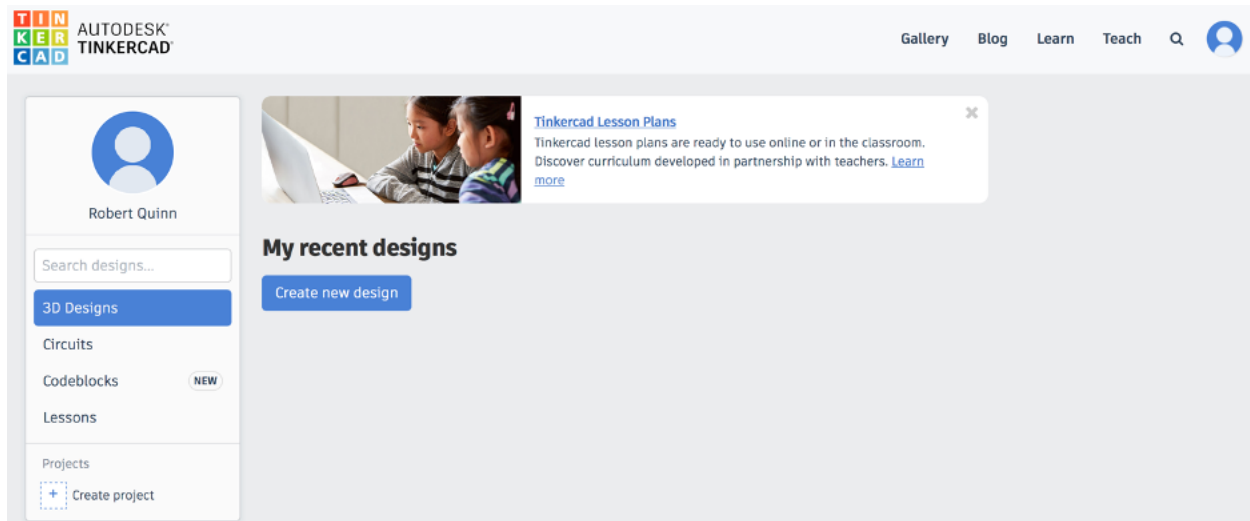 TIN
KER
CAD
AUTODESK®
TINKERCAD®
Gallery Blog Learn Teach
Robert Quinn
Search designs...
3D Designs
Circuits
Codeblocks NEW
Lessons
Projects
+ Create project
Tinkercad Lesson Plans
Tinkercad lesson plans are ready to use online or in the classroom.
Discover curriculum developed in partnership with teachers. Learn
more
My recent designs
Create new design